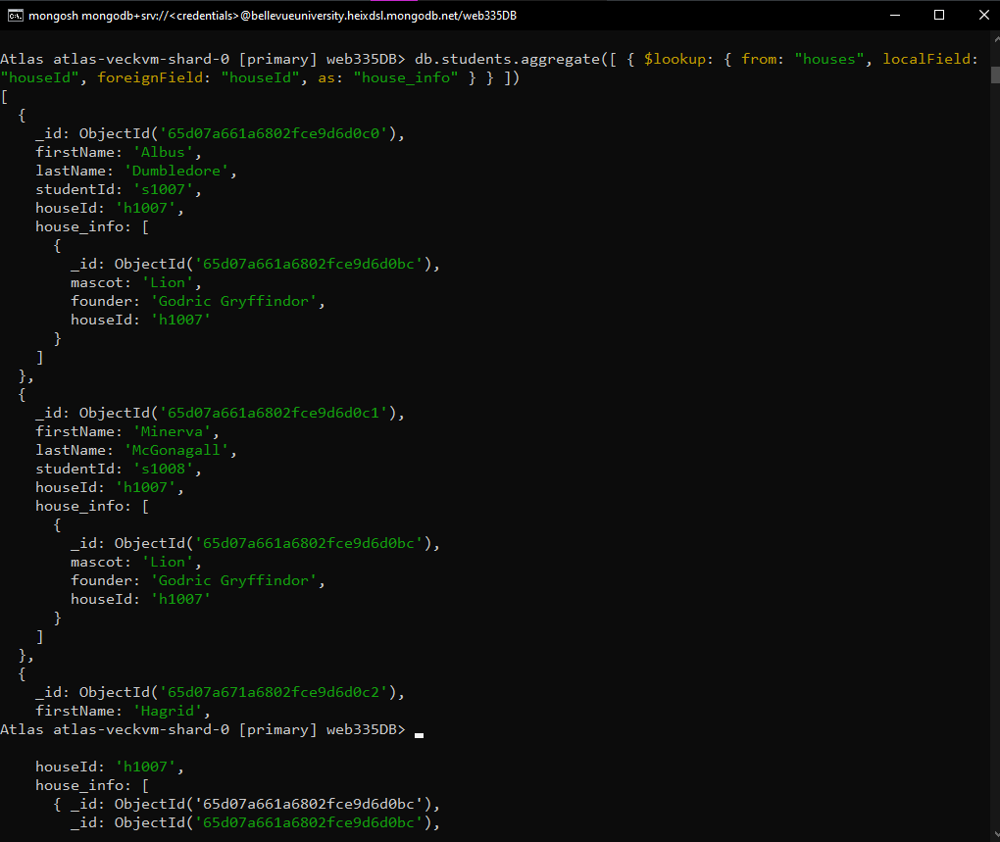 mongosh mongodb+srv://<credentials>@bellevueuniversity.heixdsl.mongodb.net/web335DB
Atlas atlas-veckvm-shard-0 [primary] web335DB> db.students.aggregate([ { $lookup: { from: "houses", localField:
"houseId", foreignField: "houseId", as: "house_info" } } ])
[
  {
    _id: ObjectId('65d07a661a6802fce9d6d0c0'),
    firstName: 'Albus',
    lastName: 'Dumbledore',
    studentId: 's1007',
    houseId: 'h1007',
    house_info: [
      {
        _id: ObjectId('65d07a661a6802fce9d6d0bc'),
        mascot: 'Lion',
        founder: 'Godric Gryffindor',
        houseId: 'h1007'
      }
    ]
  },
  {
    _id: ObjectId('65d07a661a6802fce9d6d0c1'),
    firstName: 'Minerva',
    lastName: 'McGonagall',
    studentId: 's1008',
    houseId: 'h1007',
    house_info: [
      {
        _id: ObjectId('65d07a661a6802fce9d6d0bc'),
        mascot: 'Lion',
        founder: 'Godric Gryffindor',
        houseId: 'h1007'
      }
    ]
  },
  {
    _id: ObjectId('65d07a671a6802fce9d6d0c2'),
    firstName: 'Hagrid',
Atlas atlas-veckvm-shard-0 [primary] web335DB>
    houseId: 'h1007',
    house_info: [
      { _id: ObjectId('65d07a661a6802fce9d6d0bc'),
        _id: ObjectId('65d07a661a6802fce9d6d0bc'),